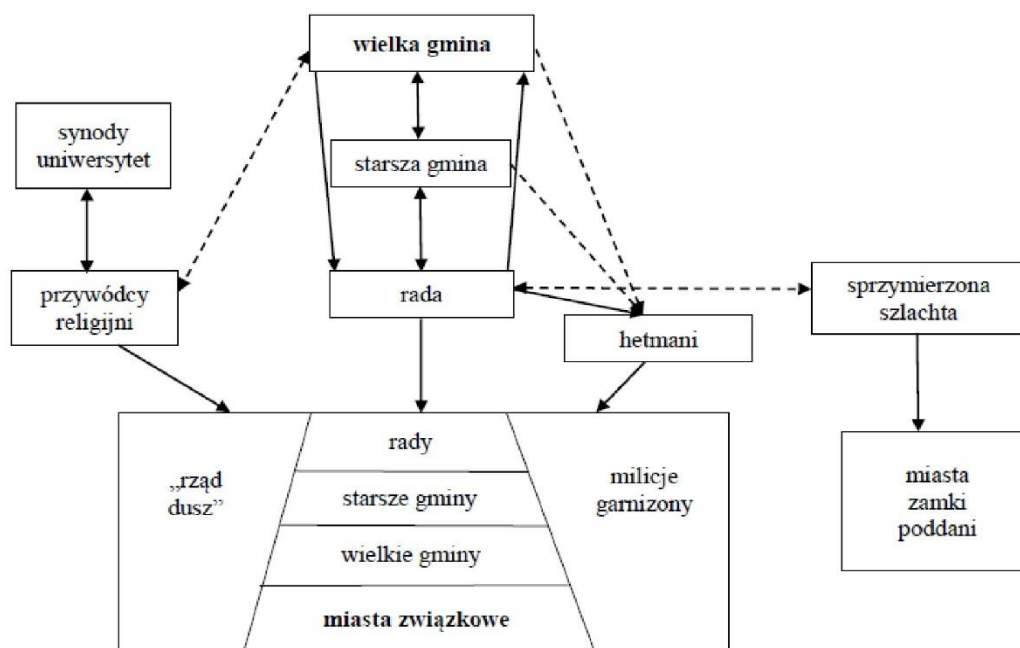 wielka gmina
synody
uniwersytet
starsza gmina
przywódcy
religijni
rada
sprzymierzona
szlachta
hetmani
„rząd
dusz”
rady
starsze gminy
wielkie gminy
miasta związkowe
milicje
garnizony
miasta
zamki
poddani